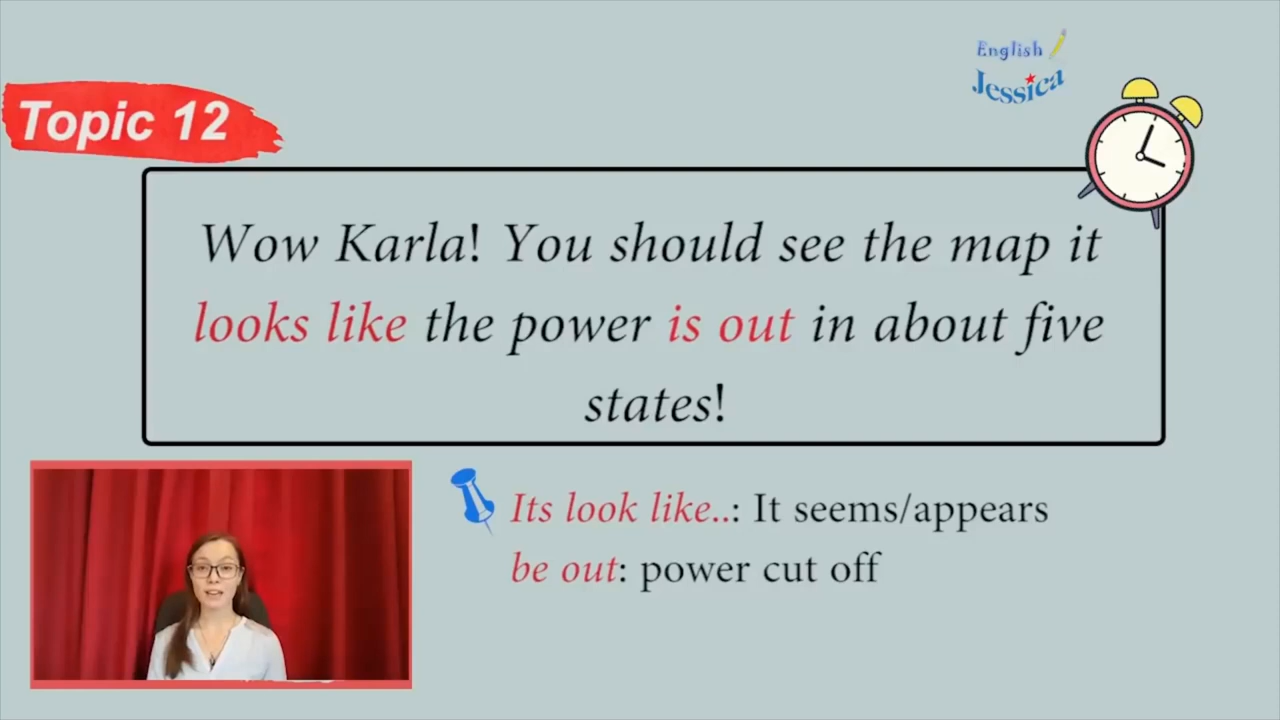 English
Jessica
Topic 12
Wow Karla! You should see the map it
looks like the power is out in about five
states!
Its look like..: It seems/appears
be out: power cut off